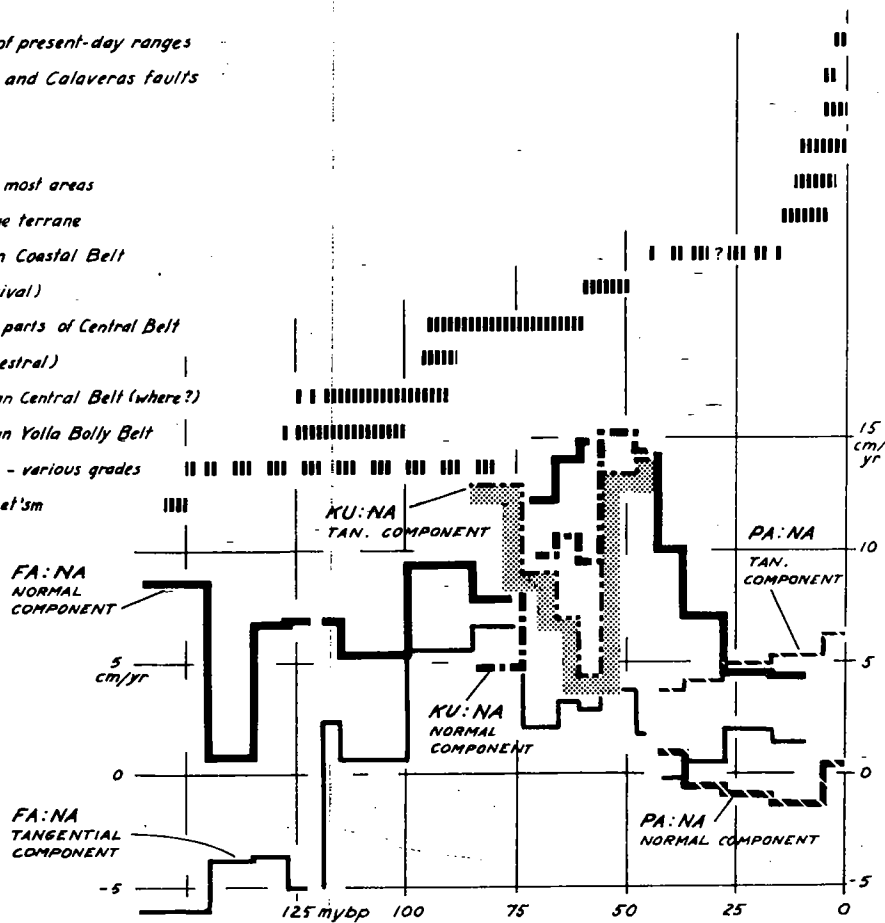 of present-day ranges
and Calaveras faults
most areas
terrane
n Coastal Belt
ival)
parts of Central Belt
estral)
an Central Belt (where?)
an Yolla Bolly Belt
- various grades
et'sm
?
15
cm/
yr
KU:NA
TAN. COMPONENT
PA:NA
TAN.
COMPONENT
10
FA:NA
NORMAL
COMPONENT
5
cm/yr
5
KU:NA
NORMAL
COMPONENT
0
0
FA:NA
TANGENTIAL
COMPONENT
PA:NA
NORMAL COMPONENT
-5
-5
125 mybp 100 75 50 25 0